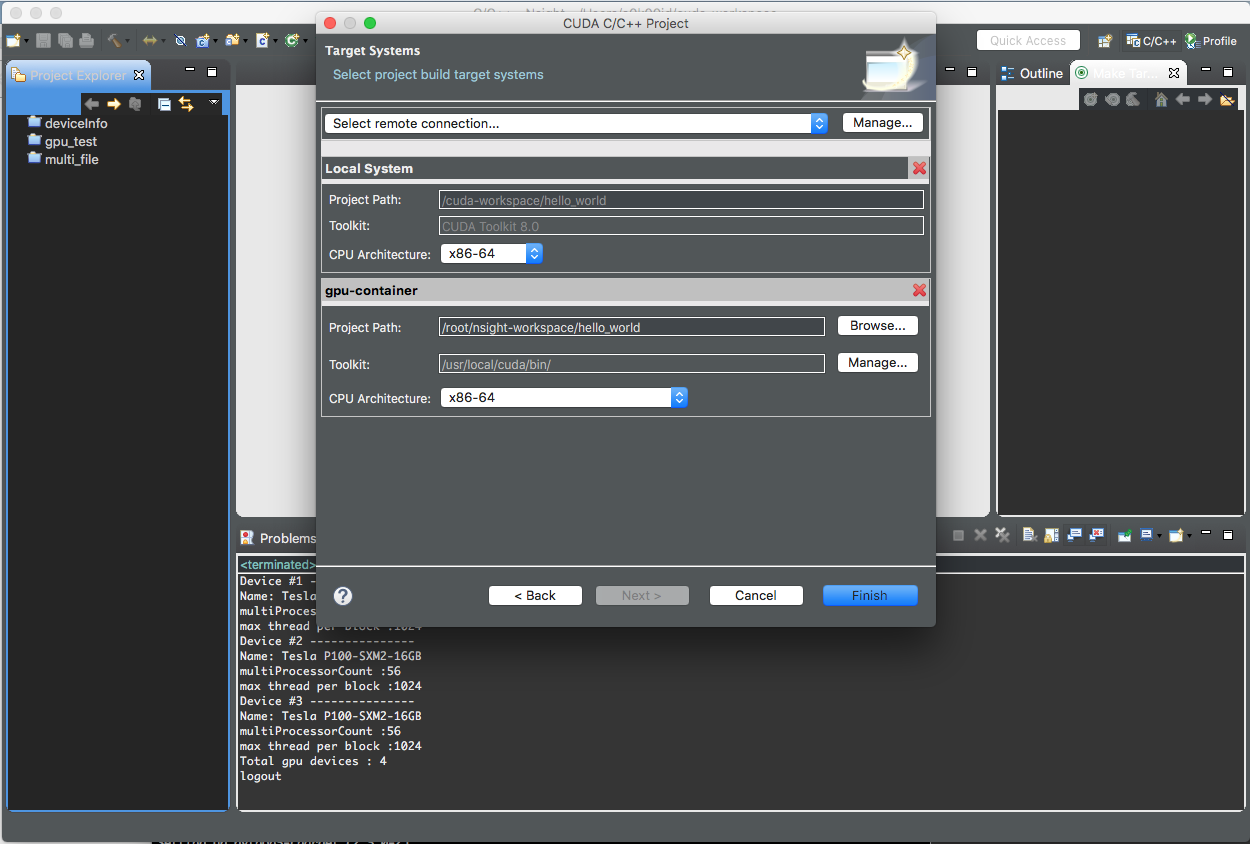 CUDA C/C++ Project
Quick Access
C/C++
Profile
Project Explorer
deviceInfo
gpu_test
multi_file
Outline
Make Tar...
Target Systems
Select project build target systems
Select remote connection...
Manage...
Local System
Project Path:
/cuda-workspace/hello_world
Toolkit:
CUDA Toolkit 8.0
CPU Architecture:
x86-64
gpu-container
Project Path:
/root/nsight-workspace/hello_world
Browse...
Toolkit:
/usr/local/cuda/bin/
Manage...
CPU Architecture:
x86-64
< Back
Next >
Cancel
Finish
Problems
<terminated>
Device #1 -
Name: Tesla
multiProces
max thread per block :1024
Device #2 ---------------
Name: Tesla P100-SXM2-16GB
multiProcessorCount :56
max thread per block :1024
Device #3 ---------------
Name: Tesla P100-SXM2-16GB
multiProcessorCount :56
max thread per block :1024
Total gpu devices : 4
logout